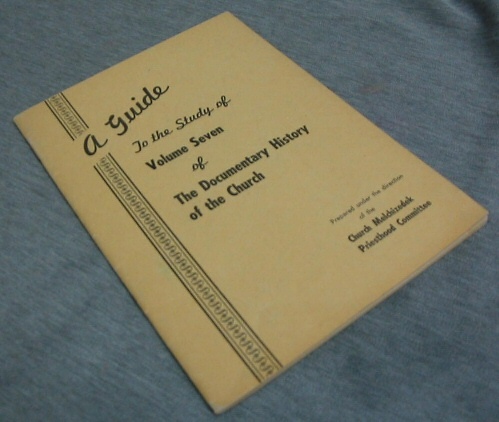 A Guide
To the Study of
Volume Seven
of
The Documentary History
of the Church
Prepared under the direction
of the
Church Melchizedek
Priesthood Committee